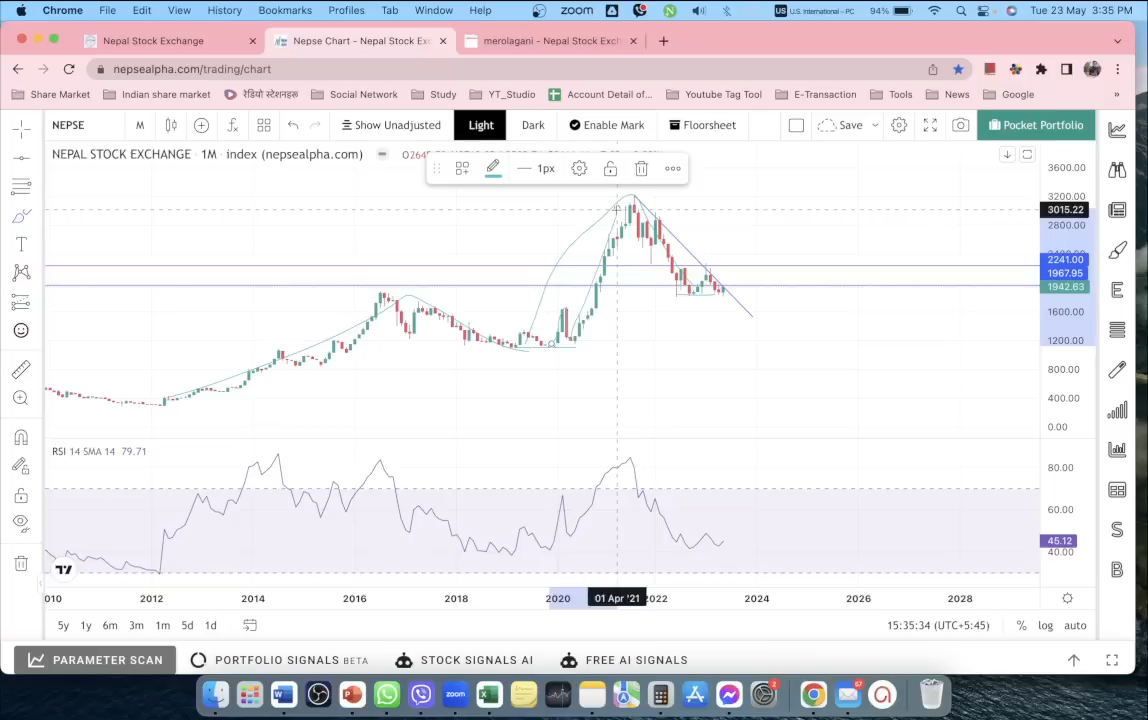 Chrome File Edit View History Bookmarks Profiles Tab Window Help zoom US U.S. International – PC 94% Tue 23 May 3:35 PM
Nepal Stock Exchange Nepse Chart - Nepal Stock Ex merolagani - Nepal Stock Exch
nepsealpha.com/trading/chart
Share Market Indian share market रेडियो स्टेशनहरु Social Network Study YT_Studio Account Detail of... Youtube Tag Tool E-Transaction Tools News Google »
NEPSE M Show Unadjusted Light Dark Enable Mark Floorsheet Save Pocket Portfolio
NEPAL STOCK EXCHANGE · 1M · index (nepsealpha.com)
1px
3600.00
3200.00
3015.22
2800.00
2241.00
1967.95
1942.63
1600.00
1200.00
800.00
400.00
0.00
RSI 14 SMA 14 79.71
80.00
60.00
45.12
40.00
010 2012 2014 2016 2018 2020 01 Apr '21 2022 2024 2026 2028
5y 1y 6m 3m 1m 5d 1d 15:35:34 (UTC+5:45) % log auto
PARAMETER SCAN PORTFOLIO SIGNALS BETA STOCK SIGNALS AI FREE AI SIGNALS
zoom